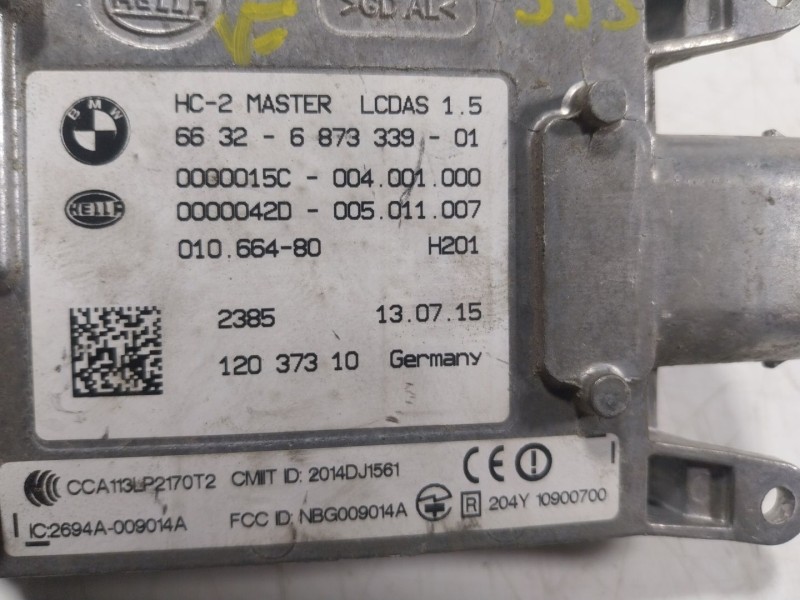 HELLA
>GD AL<
BMW
HC-2 MASTER LCDAS 1.5
66 32 - 6 873 339 - 01
0000015C - 004.001.000
HELLA
0000042D - 005.011.007
010.664-80 H201
2385 13.07.15
120 373 10 Germany
CCA113LP2170T2 CMIIT ID: 2014DJ1561
CE
IC:2694A-009014A FCC ID: NBG009014A R 204Y 10900700